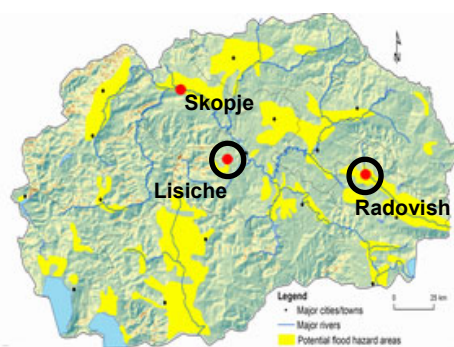 N
Skopje
Lisiche
Radovish
Legend
Major cities/towns
Major rivers
Potential flood hazard areas
0 25 km